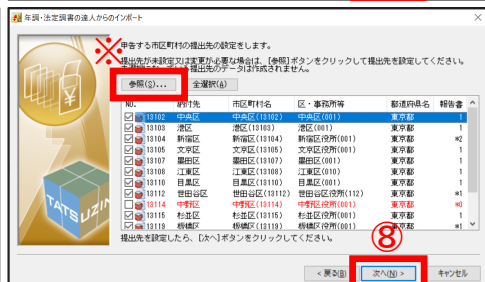 年調・法定調書の達人からのインポート
※
申告する市区町村の提出先の設定をします。
提出先が未設定又は変更が必要な場合は、[参照]ボタンをクリックして提出先を設定してください。
参照(S)...
全選択(A)
NO. 納付先 市区町村名 区・事務所等 都道府県名 報告書
13102 中央区 中央区(13102) 中央区(001) 東京都 1
13103 港区 港区(13103) 港区(001) 東京都 1
13104 新宿区 新宿区(13104) 新宿区役所(001) 東京都 *2
13105 文京区 文京区(13105) 文京区役所(001) 東京都 1
13107 墨田区 墨田区(13107) 墨田区(001) 東京都 1
13108 江東区 江東区(13108) 江東区(010) 東京都 1
13110 目黒区 目黒区(13110) 目黒区(001) 東京都 1
13112 世田谷区 世田谷区(13112) 世田谷区役所(112) 東京都 *1
13114 中野区 中野区(13114) 中野区役所(001) 東京都 *0
13115 杉並区 杉並区(13115) 杉並区役所(001) 東京都 1
13119 板橋区 板橋区(13119) 板橋区役所(001) 東京都 *1
提出先を設定したら、[次へ]ボタンをクリックしてください。
⑧
< 戻る(B)
次へ(N) >
キャンセル
TATSUZIN